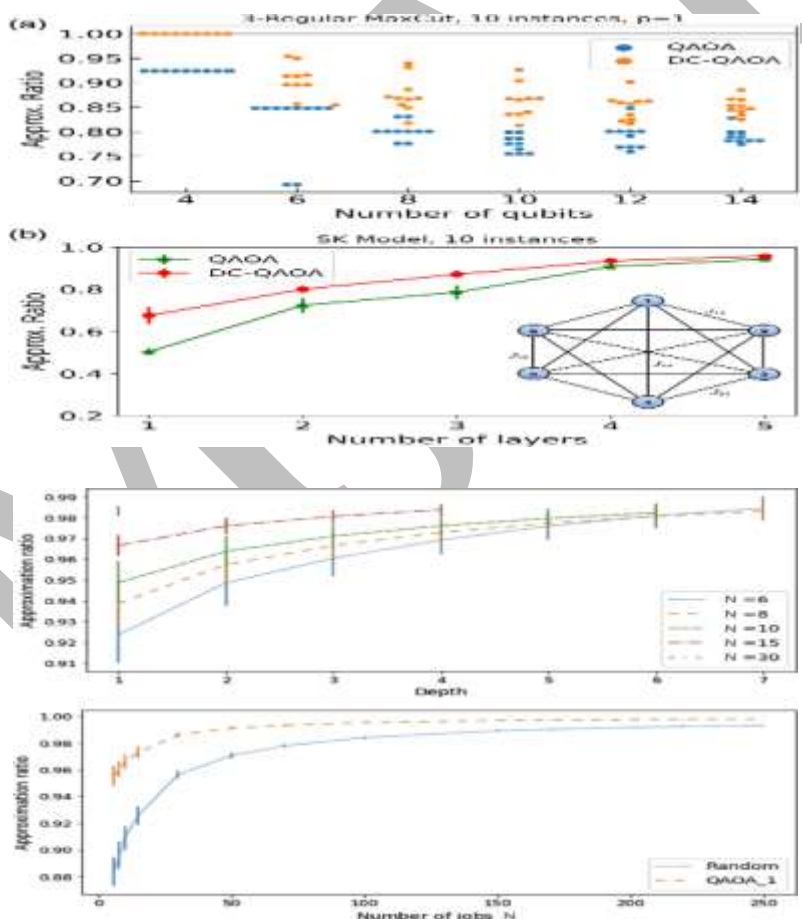 (a)
3-Regular MaxCut, 10 instances, p=1
Approx. Ratio
1.00
0.95
0.90
0.85
0.80
0.75
0.70
QAOA
DC-QAOA
4 6 8 10 12 14
Number of qubits
(b)
SK Model, 10 instances
Approx. Ratio
1.0
0.8
0.6
0.4
0.2
QAOA
DC-QAOA
1 2 3 4 5
Number of layers
Approximation ratio
0.99
0.98
0.97
0.96
0.95
0.94
0.93
0.92
0.91
N =6
N =8
N =10
N =15
N =30
1 2 3 4 5 6 7
Depth
Approximation ratio
1.00
0.98
0.96
0.94
0.92
0.90
0.88
Random
QAOA_1
0 50 100 150 200 250
Number of jobs N